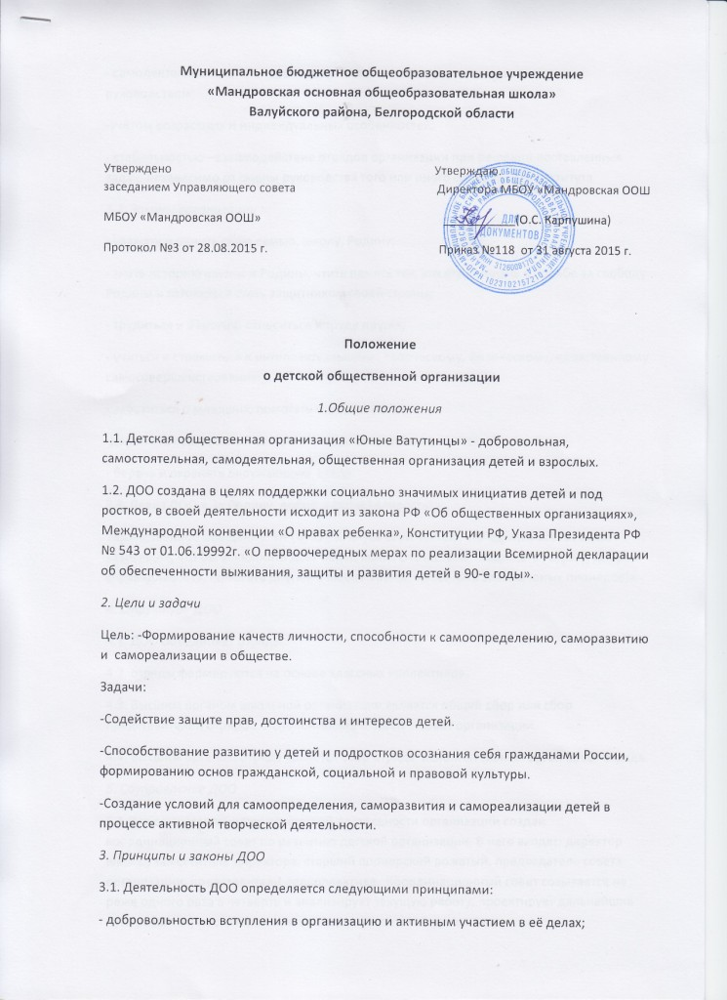 Муниципальное бюджетное общеобразовательное учреждение
«Мандровская основная общеобразовательная школа»
Валуйского района, Белгородской области
Утверждено
заседанием Управляющего совета
МБОУ «Мандровская ООШ»
Протокол №3 от 28.08.2015 г.
Утверждаю.
Директора МБОУ «Мандровская ООШ
(О.С. Карпушина)
Приказ №118 от 31 августа 2015 г.
ДЛЯ
ДОКУМЕНТОВ
Положение
о детской общественной организации
1.Общие положения
1.1. Детская общественная организация «Юные Ватутинцы» - добровольная,
самостоятельная, самодеятельная, общественная организация детей и взрослых.
1.2. ДОО создана в целях поддержки социально значимых инициатив детей и под
ростков, в своей деятельности исходит из закона РФ «Об общественных организациях»,
Международной конвенции «О нравах ребенка», Конституции РФ, Указа Президента РФ
№ 543 от 01.06.19992г. «О первоочередных мерах по реализации Всемирной декларации
об обеспеченности выживания, защиты и развития детей в 90-е годы».
2. Цели и задачи
Цель: -Формирование качеств личности, способности к самоопределению, саморазвитию
и самореализации в обществе.
Задачи:
-Содействие защите прав, достоинства и интересов детей.
-Способствование развитию у детей и подростков осознания себя гражданами России,
формированию основ гражданской, социальной и правовой культуры.
-Создание условий для самоопределения, саморазвития и самореализации детей в
процессе активной творческой деятельности.
3. Принципы и законы ДОО
3.1. Деятельность ДОО определяется следующими принципами:
- добровольностью вступления в организацию и активным участием в её делах;